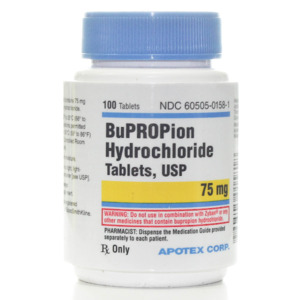 100 Tablets
NDC 60505-0158-1
BuPROPion
Hydrochloride
Tablets, USP
75 mg
WARNING: Do not use in combination with Zyban® or any
other medicines that contain bupropion hydrochloride.
PHARMACIST: Dispense the Medication Guide provided
separately to each patient.
Rx Only
APOTEX CORP.